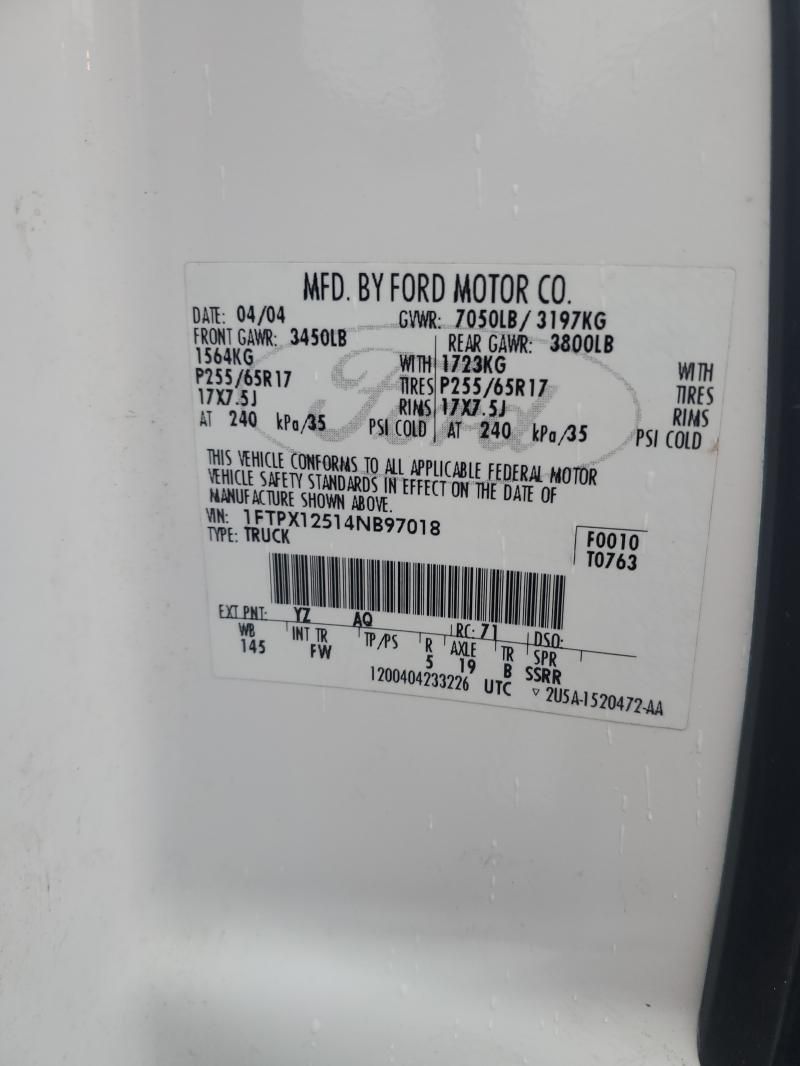 MFD. BY FORD MOTOR CO.
DATE: 04/04 GVWR: 7050LB/ 3197KG
FRONT GAWR: 3450LB REAR GAWR: 3800LB
1564KG WITH 1723KG WITH
P255/65R17 TIRES P255/65R17 TIRES
17X7.5J RIMS 17X7.5J RIMS
AT 240 kPa/35 PSI COLD AT 240 kPa/35 PSI COLD
Ford
THIS VEHICLE CONFORMS TO ALL APPLICABLE FEDERAL MOTOR
VEHICLE SAFETY STANDARDS IN EFFECT ON THE DATE OF
MANUFACTURE SHOWN ABOVE.
VIN: 1FTPX12514NB97018
TYPE: TRUCK
F0010
T0763
EXT PNT: YZ AQ RC: 71 DSO:
WB INT TR TP/PS R AXLE TR SPR
145 FW 5 19 B SSRR
1200404233226 UTC ▽ 2U5A-1520472-AA